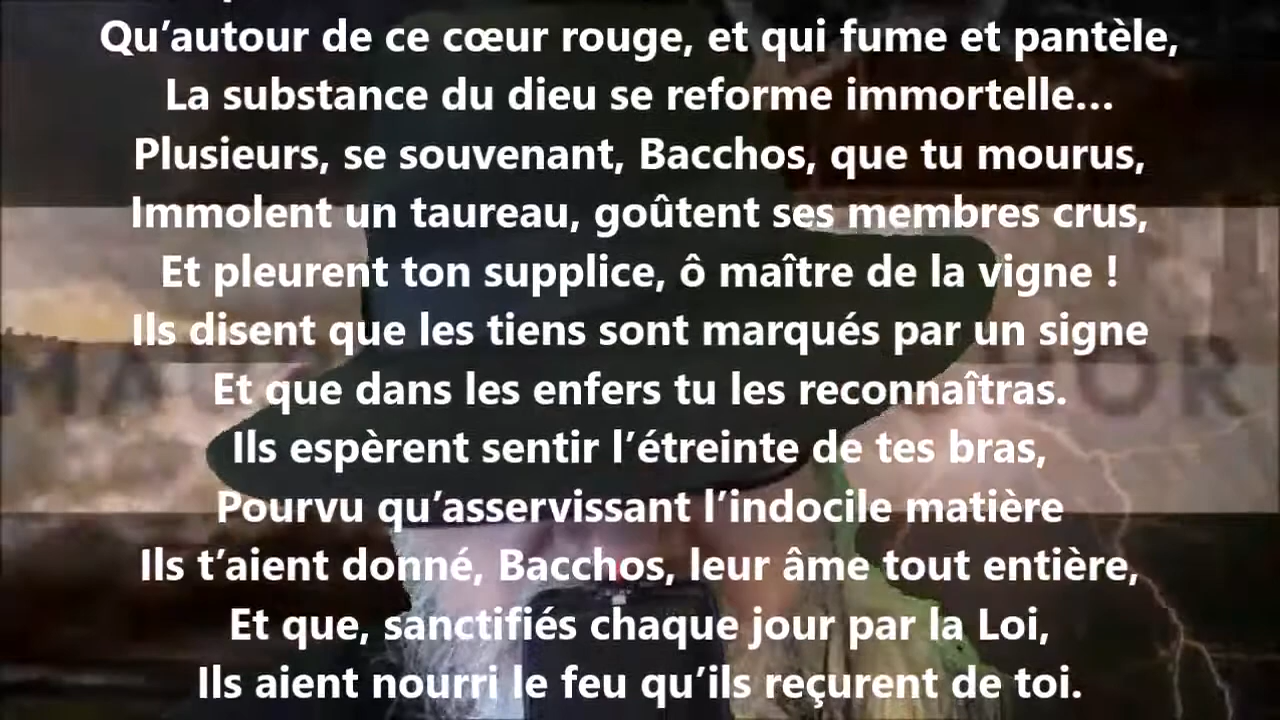 Qu’autour de ce cœur rouge, et qui fume et pantèle,
La substance du dieu se reforme immortelle…
Plusieurs, se souvenant, Bacchos, que tu mourus,
Immolent un taureau, goûtent ses membres crus,
Et pleurent ton supplice, ô maître de la vigne !
Ils disent que les tiens sont marqués par un signe
Et que dans les enfers tu les reconnaîtras.
Ils espèrent sentir l’étreinte de tes bras,
Pourvu qu’asservissant l’indocile matière
Ils t’aient donné, Bacchos, leur âme tout entière,
Et que, sanctifiés chaque jour par la Loi,
Ils aient nourri le feu qu’ils reçurent de toi.